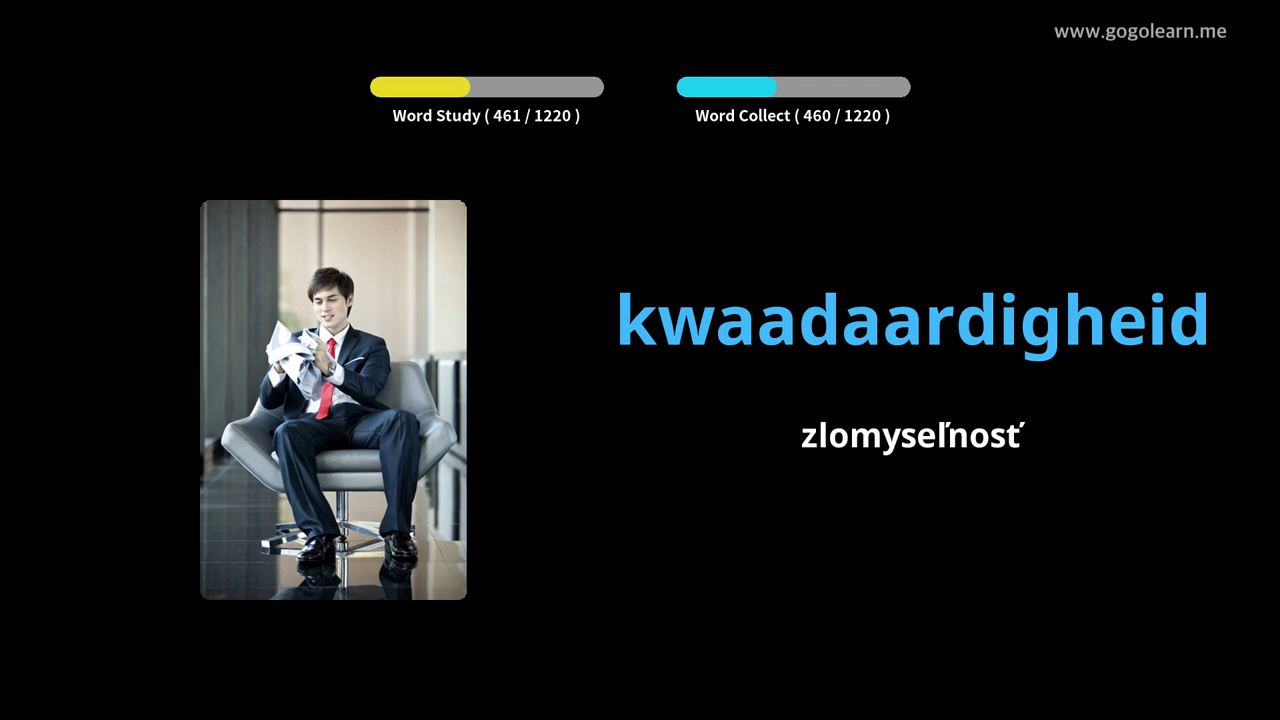 www.gogolearn.me
Word Study ( 461 / 1220 )
Word Collect ( 460 / 1220 )
kwaadaardigheid
zlomyseľnosť